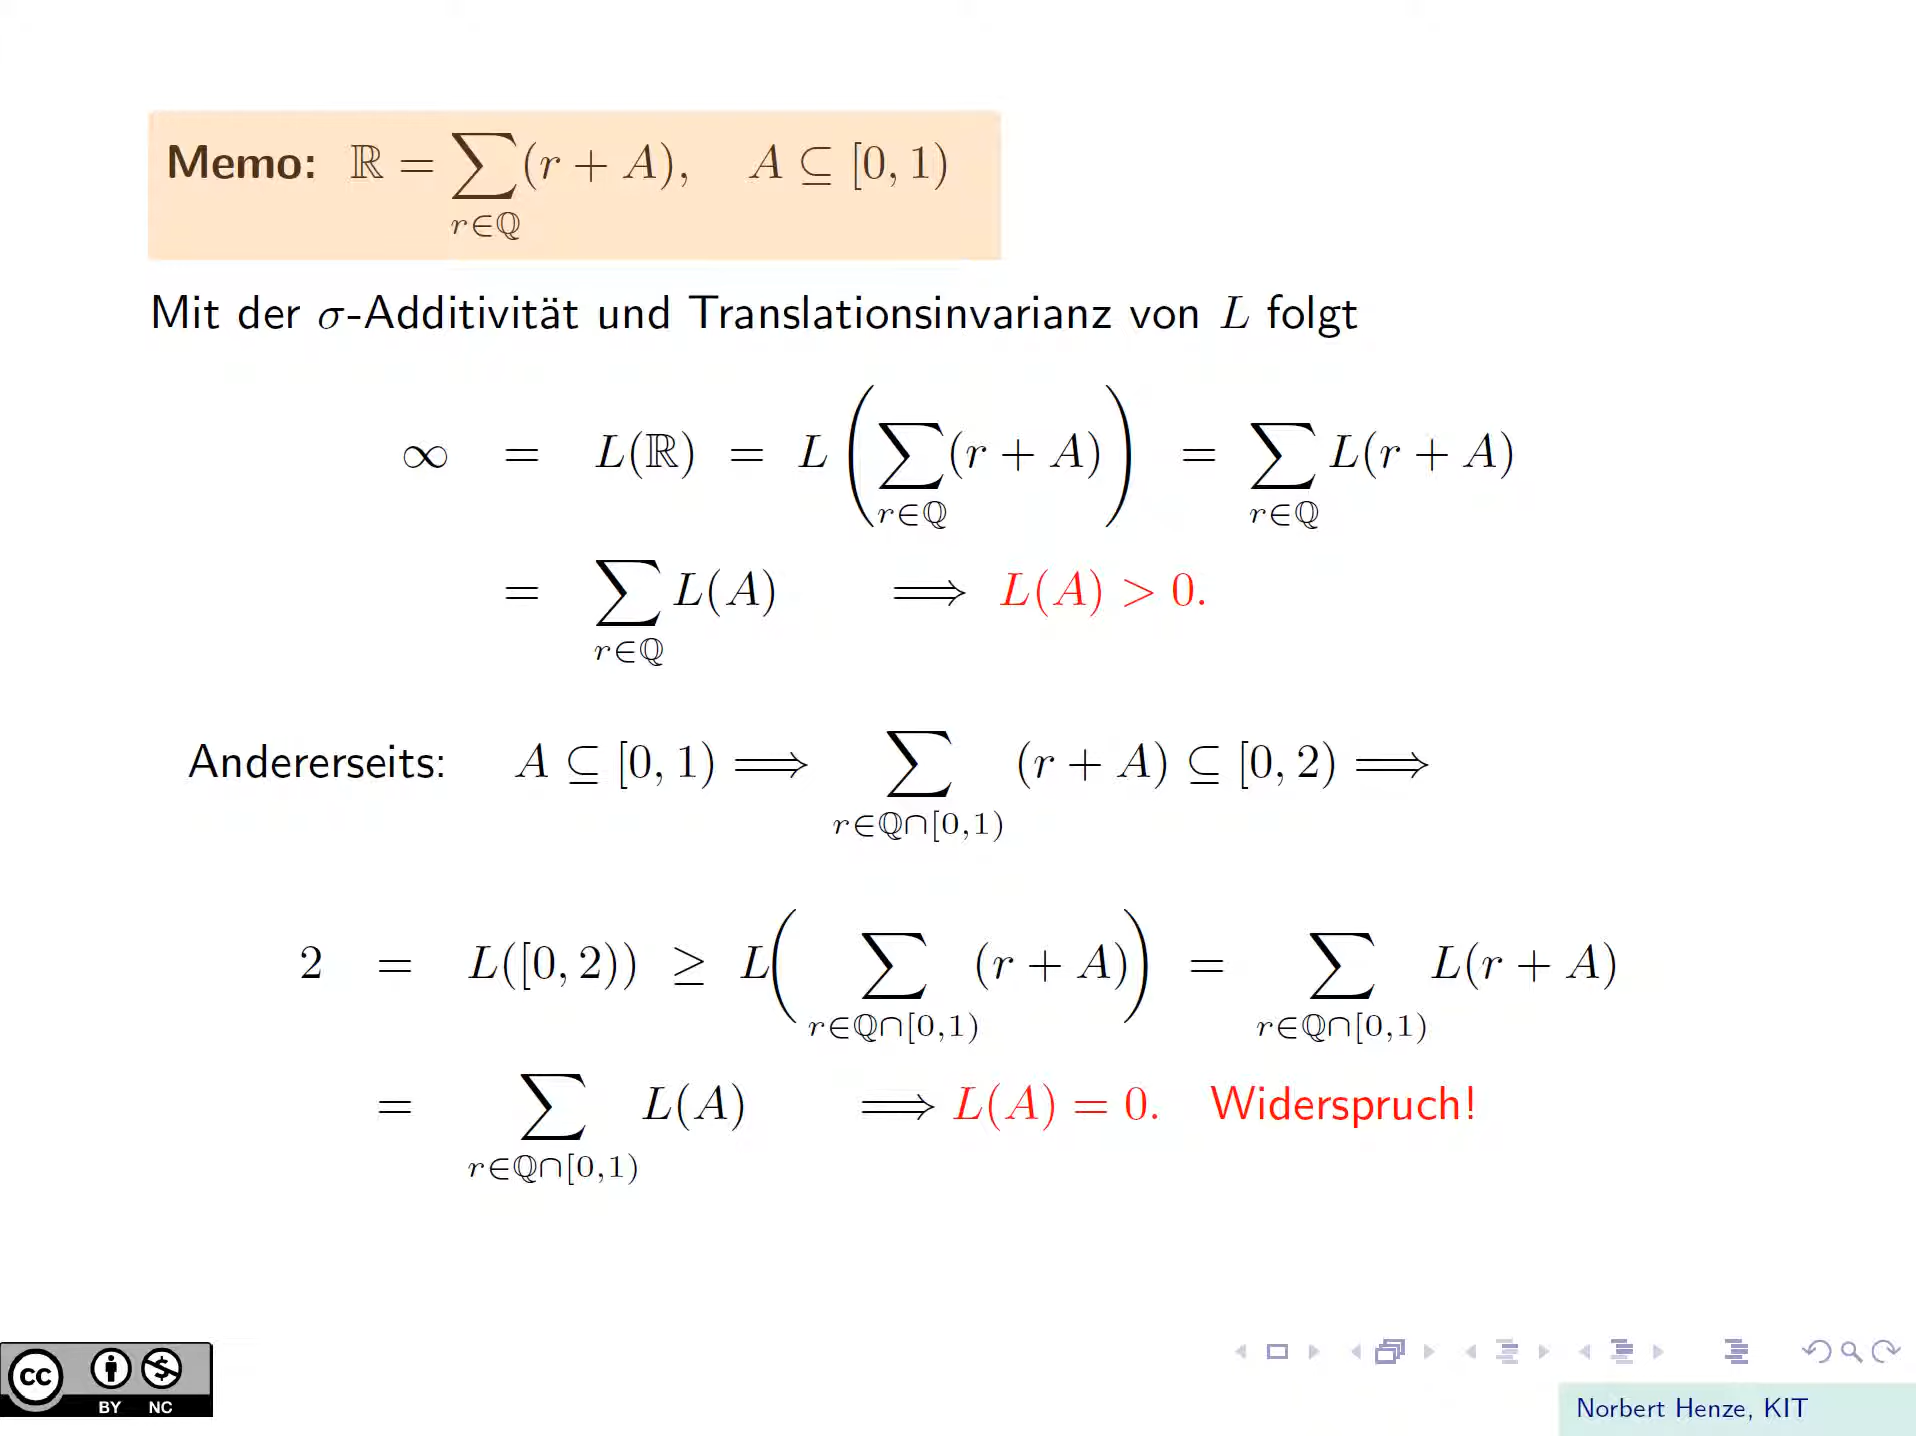 Memo: ℝ = ∑_{r∈ℚ} (r + A), A ⊆ [0, 1)
Mit der σ-Additivität und Translationsinvarianz von L folgt
∞ = L(ℝ) = L(∑_{r∈ℚ} (r + A)) = ∑_{r∈ℚ} L(r + A)
= ∑_{r∈ℚ} L(A) ⟹ L(A) > 0.
Andererseits: A ⊆ [0, 1) ⟹ ∑_{r∈ℚ∩[0,1)} (r + A) ⊆ [0, 2) ⟹
2 = L([0, 2)) ≥ L(∑_{r∈ℚ∩[0,1)} (r + A)) = ∑_{r∈ℚ∩[0,1)} L(r + A)
= ∑_{r∈ℚ∩[0,1)} L(A) ⟹ L(A) = 0. Widerspruch!
cc BY NC
Norbert Henze, KIT